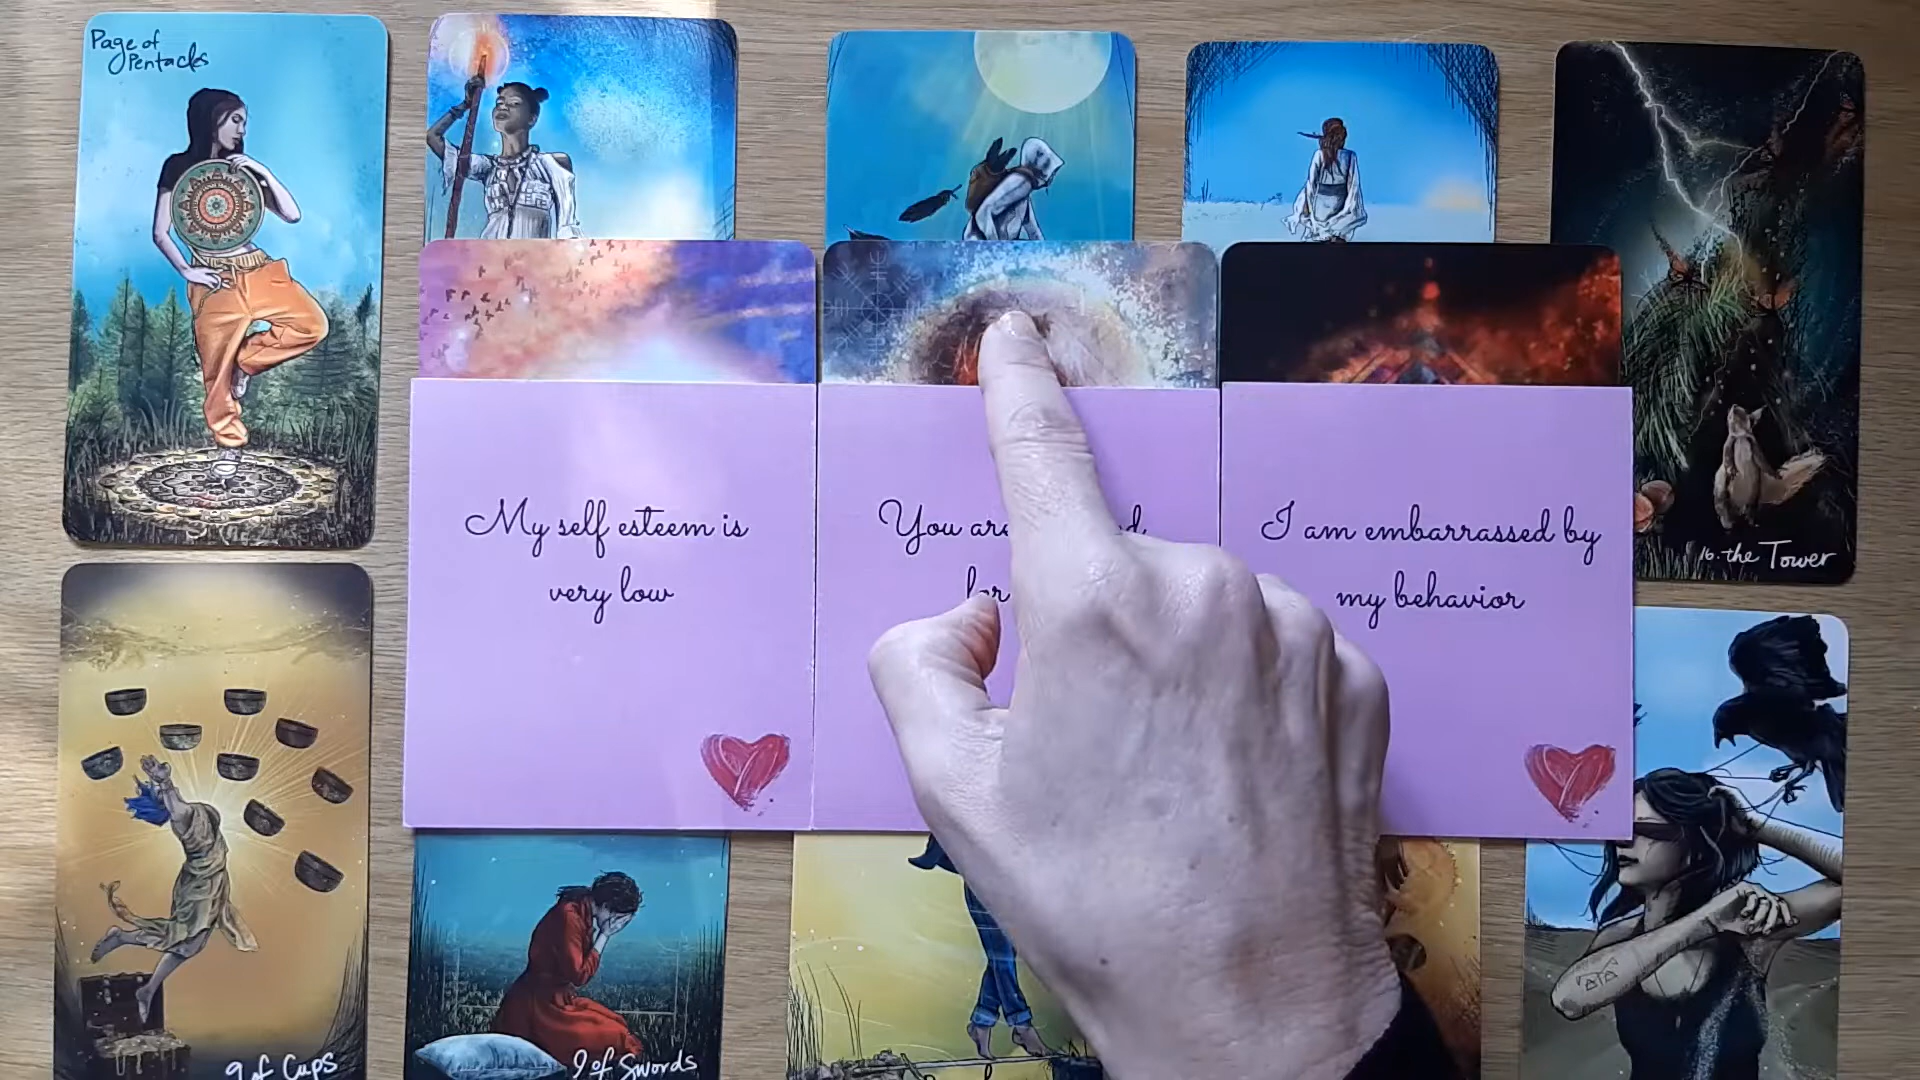 Page of
Pentacles
My self esteem is
very low
You are
for
I am embarrassed by
my behavior
16. the Tower
9 of Cups
9 of Swords